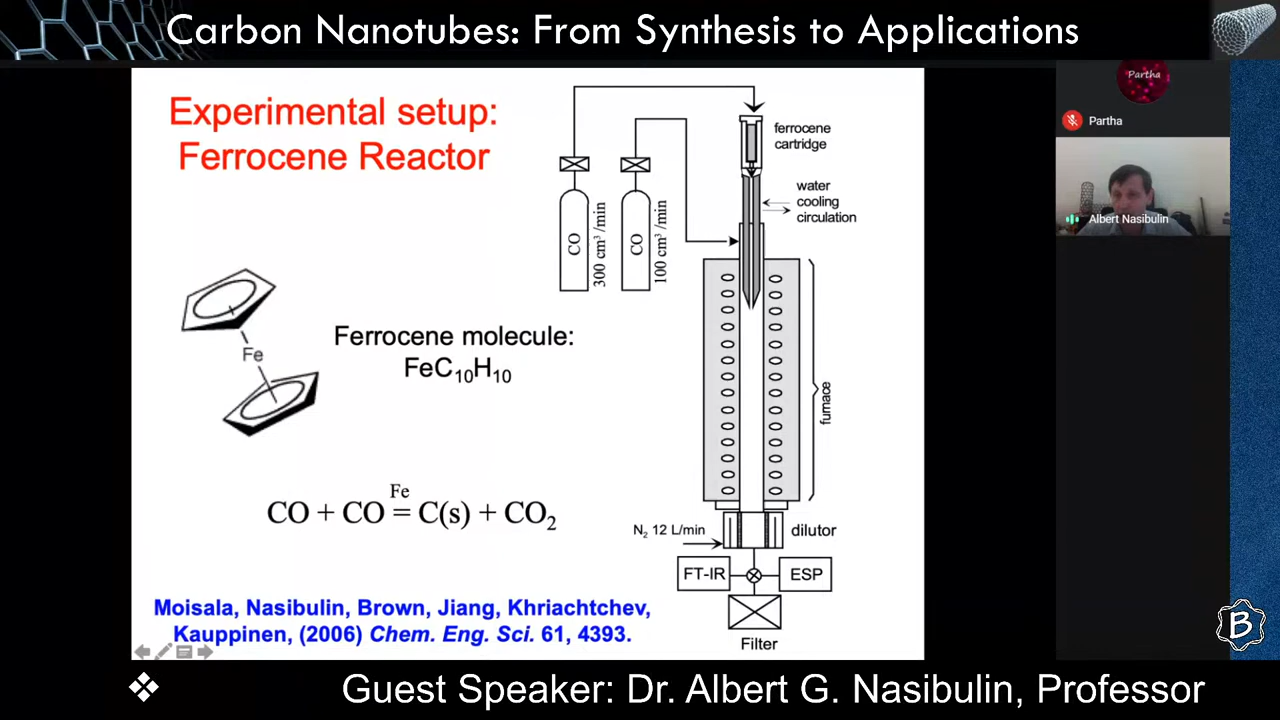 Carbon Nanotubes: From Synthesis to Applications
Experimental setup:
Ferrocene Reactor
ferrocene
cartridge
water
cooling
circulation
CO
300 cm³/min
CO
100 cm³/min
Fe
Ferrocene molecule:
FeC₁₀H₁₀
furnace
Fe
CO + CO = C(s) + CO₂
N₂ 12 L/min
dilutor
FT-IR
ESP
Filter
Moisala, Nasibulin, Brown, Jiang, Khriachtchev,
Kauppinen, (2006) Chem. Eng. Sci. 61, 4393.
Partha
Partha
Albert Nasibulin
B
❖ Guest Speaker: Dr. Albert G. Nasibulin, Professor